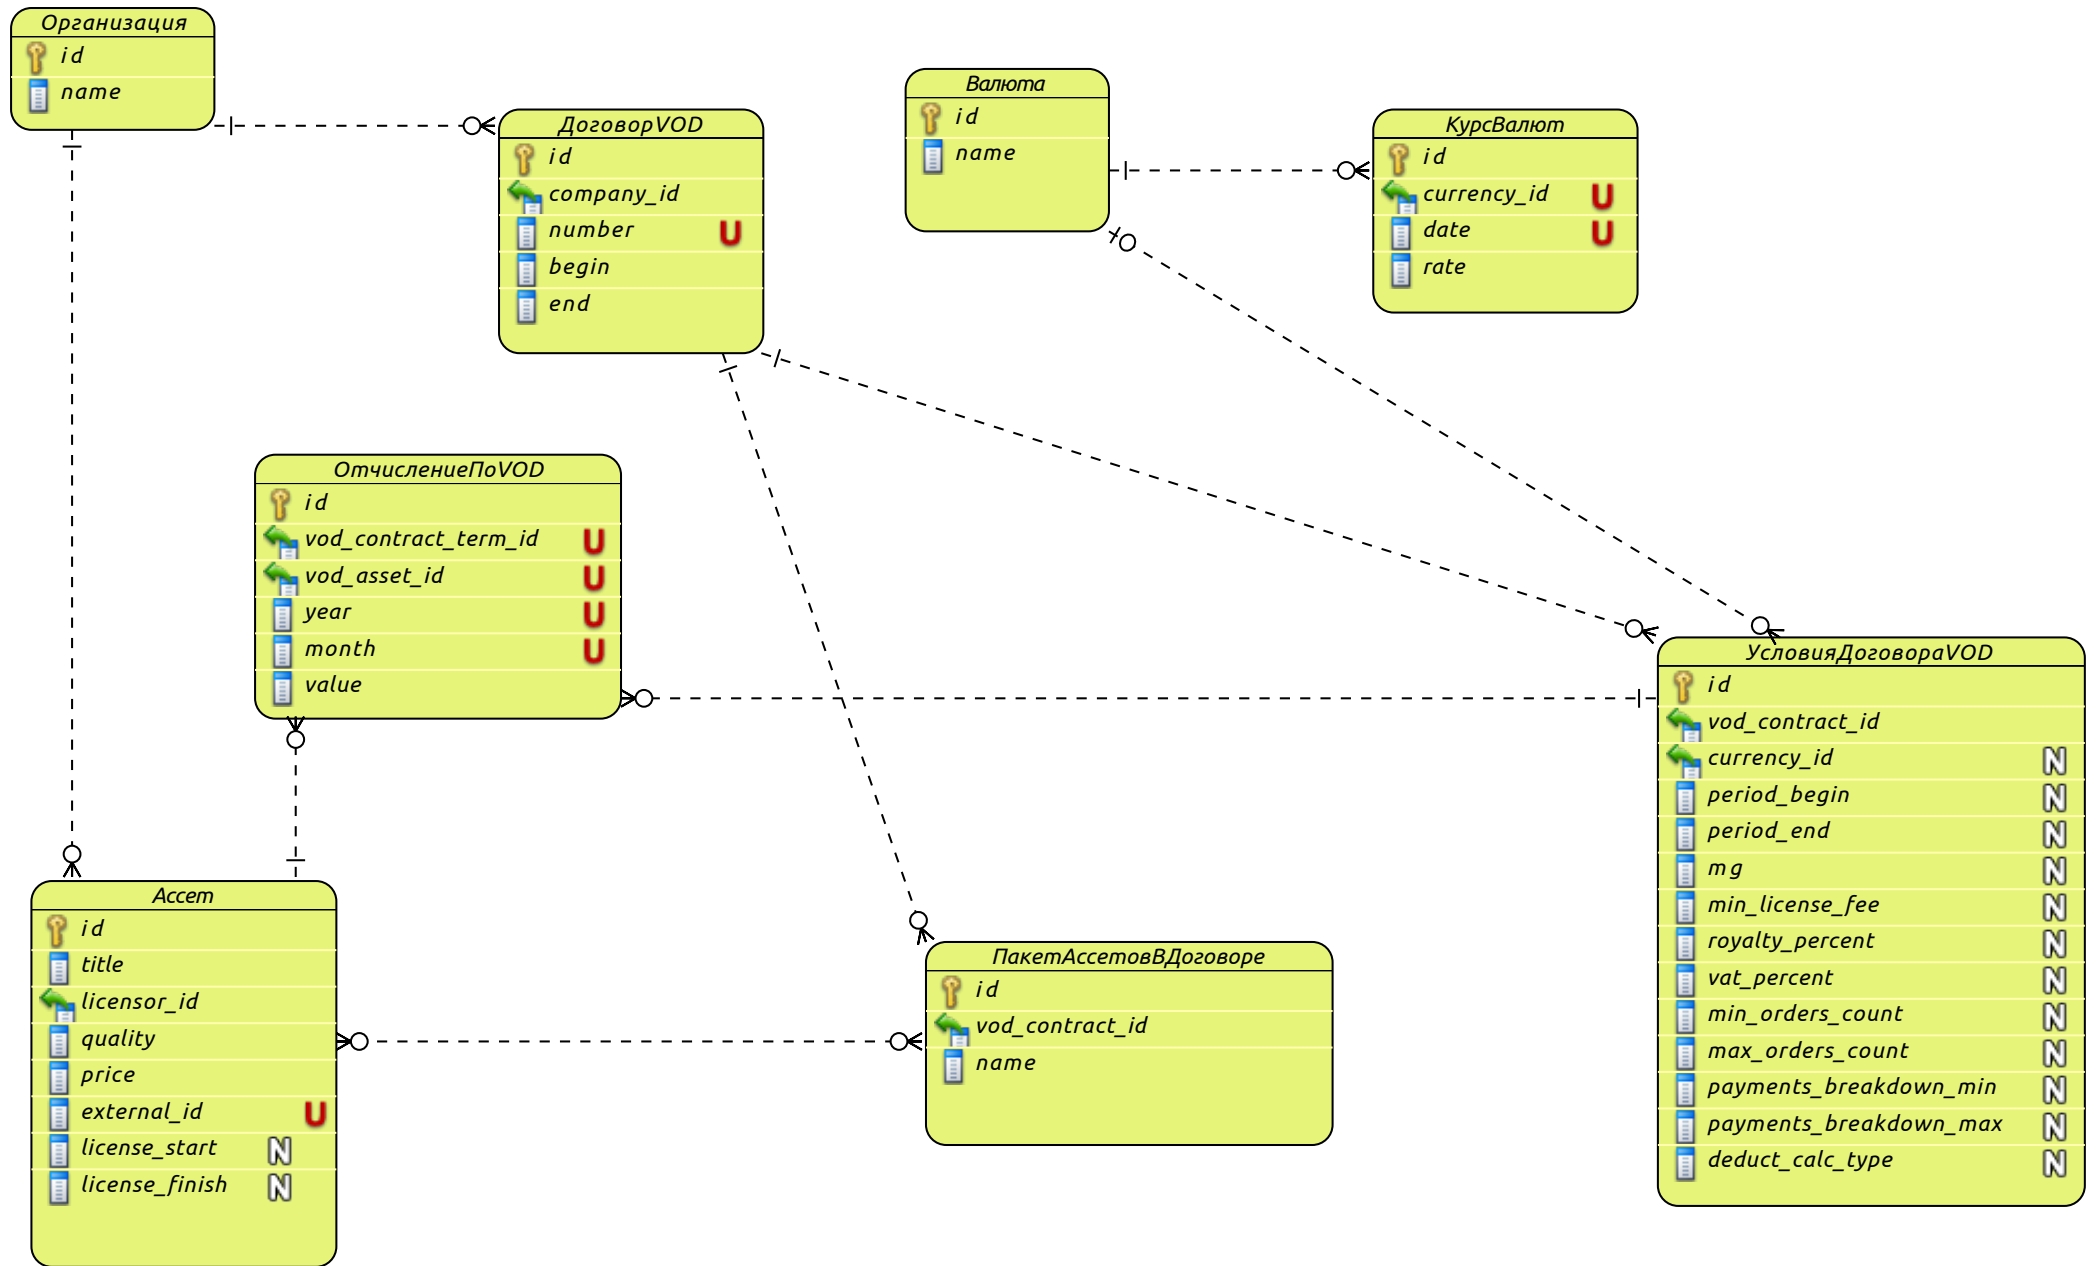 Организация
id
name
ДоговорVOD
id
company_id
number U
begin
end
Валюта
id
name
КурсВалют
id
currency_id U
date U
rate
ОтчислениеПоVOD
id
vod_contract_term_id U
vod_asset_id U
year U
month U
value
УсловияДоговораVOD
id
vod_contract_id
currency_id N
period_begin N
period_end N
mg N
min_license_fee N
royalty_percent N
vat_percent N
min_orders_count N
max_orders_count N
payments_breakdown_min N
payments_breakdown_max N
deduct_calc_type N
Ассет
id
title
licensor_id
quality
price
external_id U
license_start N
license_finish N
ПакетАссетовВДоговоре
id
vod_contract_id
name